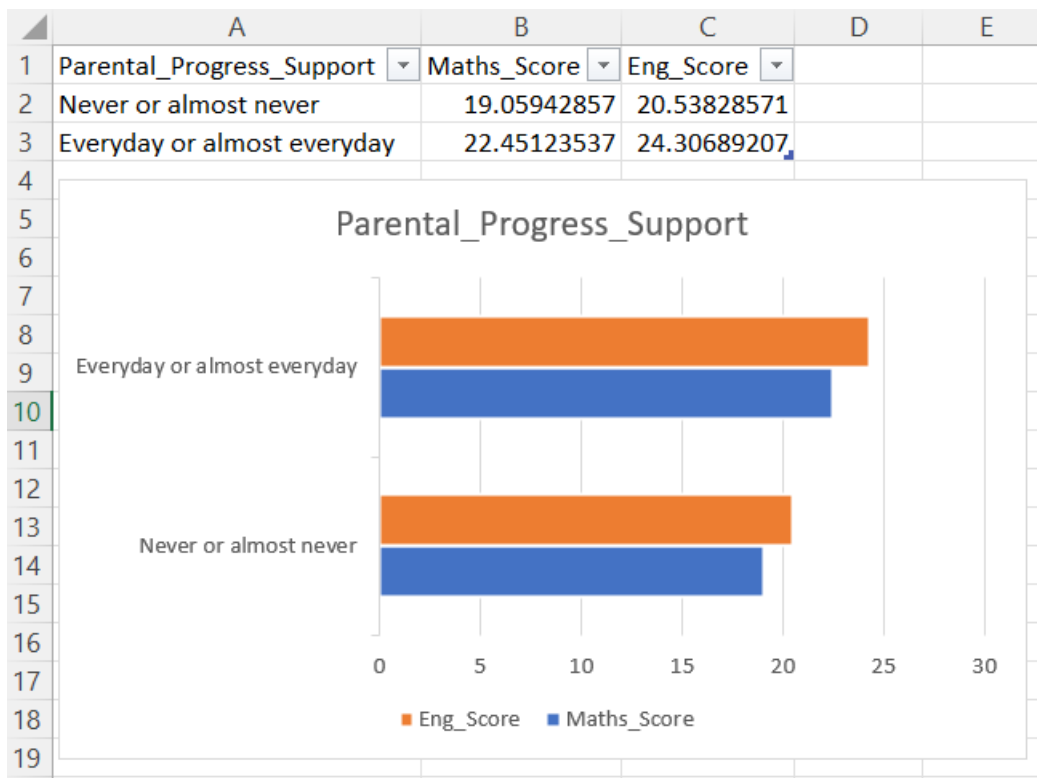 A B C D E
1 Parental_Progress_Support Maths_Score Eng_Score
2 Never or almost never 19.05942857 20.53828571
3 Everyday or almost everyday 22.45123537 24.30689207
4
5 Parental_Progress_Support
6
7
8
9 Everyday or almost everyday
10
11
12
13 Never or almost never
14
15
16
17 0 5 10 15 20 25 30
18 Eng_Score Maths_Score
19